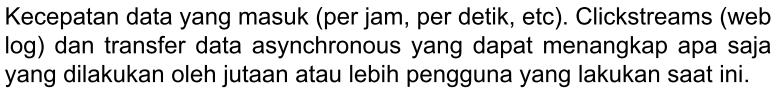 Kecepatan data yang masuk (per jam, per detik, etc). Clickstreams (web
log) dan transfer data asynchronous yang dapat menangkap apa saja
yang dilakukan oleh jutaan atau lebih pengguna yang lakukan saat ini.